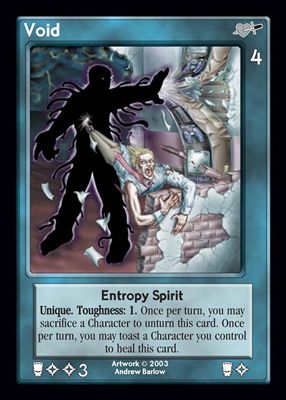 Void
4
Entropy Spirit
Unique. Toughness: 1. Once per turn, you may
sacrifice a Character to unturn this card. Once
per turn, you may toast a Character you control
to heal this card.
3
Artwork © 2003
Andrew Barlow